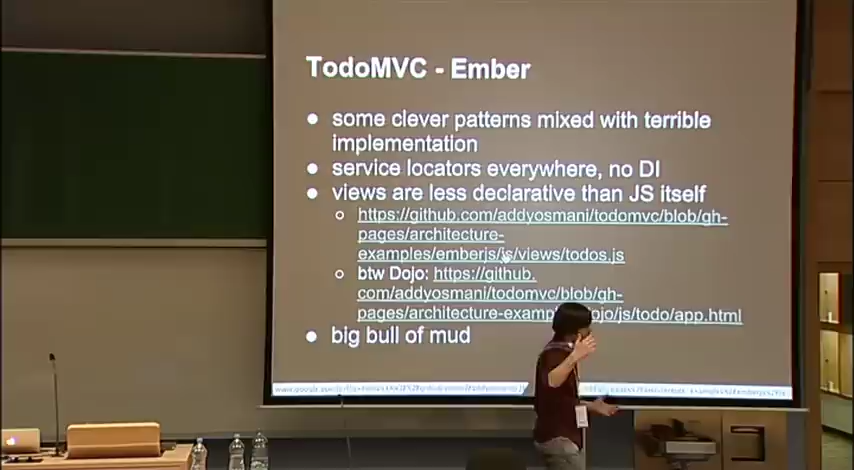 TodoMVC - Ember
● some clever patterns mixed with terrible
implementation
● service locators everywhere, no DI
● views are less declarative than JS itself
○ https://github.com/addyosmani/todomvc/blob/gh-
pages/architecture-
examples/emberjs/js/views/todos.js
○ btw Dojo: https://github.
com/addyosmani/todomvc/blob/gh-
pages/architecture-examp ojo/js/todo/app.html
● big bull of mud